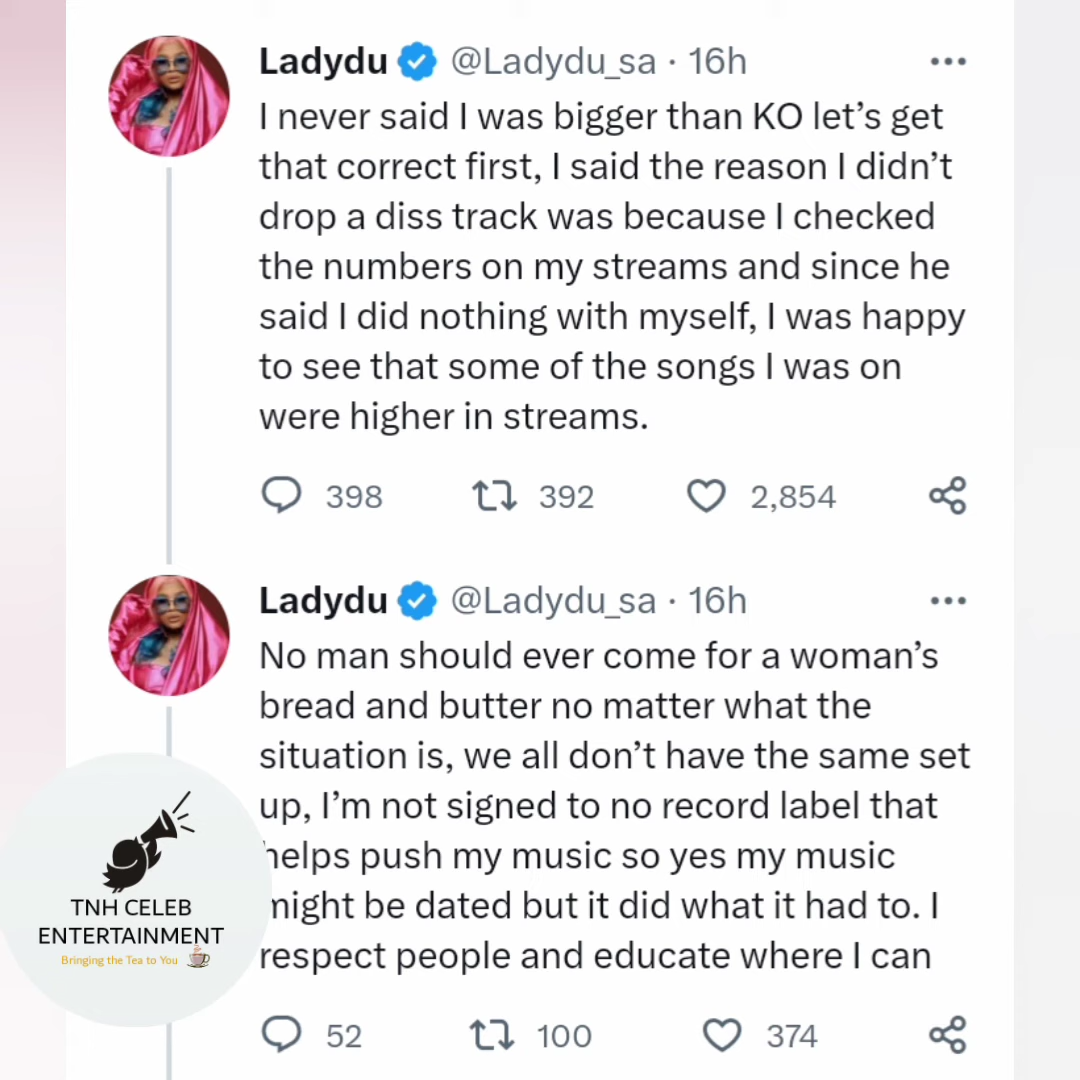 Ladydu @Ladydu_sa · 16h
I never said I was bigger than KO let’s get
that correct first, I said the reason I didn’t
drop a diss track was because I checked
the numbers on my streams and since he
said I did nothing with myself, I was happy
to see that some of the songs I was on
were higher in streams.
398 392 2,854
Ladydu @Ladydu_sa · 16h
No man should ever come for a woman’s
bread and butter no matter what the
situation is, we all don’t have the same set
up, I’m not signed to no record label that
helps push my music so yes my music
might be dated but it did what it had to. I
respect people and educate where I can
52 100 374
TNH CELEB
ENTERTAINMENT
Bringing the Tea to You